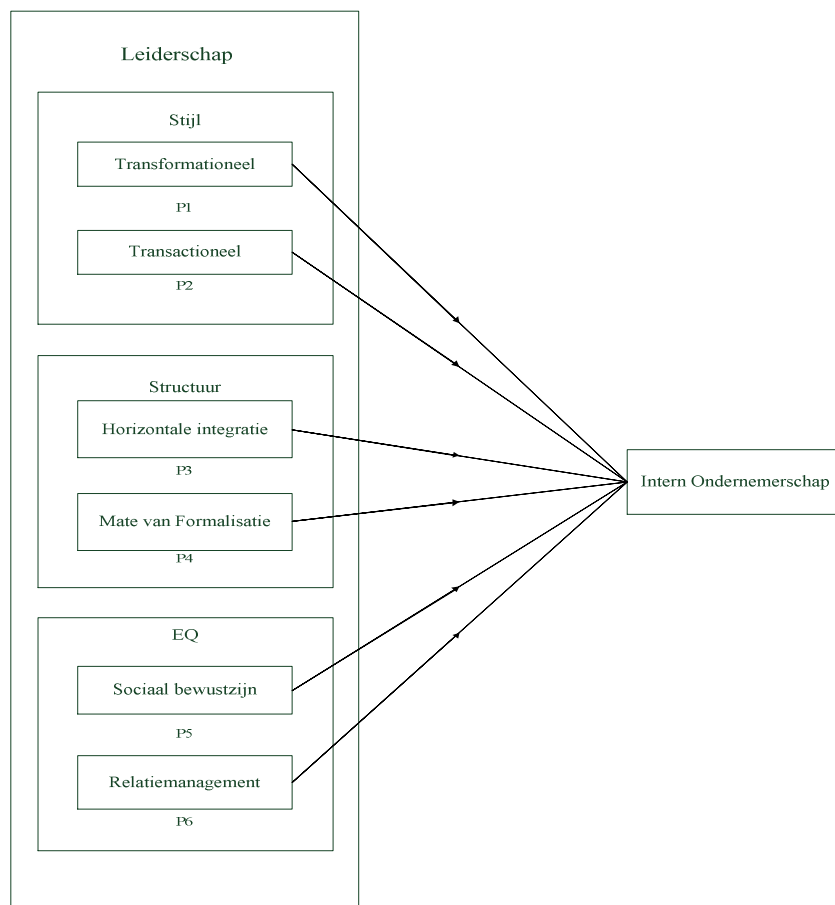 Leiderschap
Stijl
Transformationeel
P1
Transactioneel
P2
Structuur
Horizontale integratie
P3
Mate van Formalisatie
P4
EQ
Sociaal bewustzijn
P5
Relatiemanagement
P6
Intern Ondernemerschap